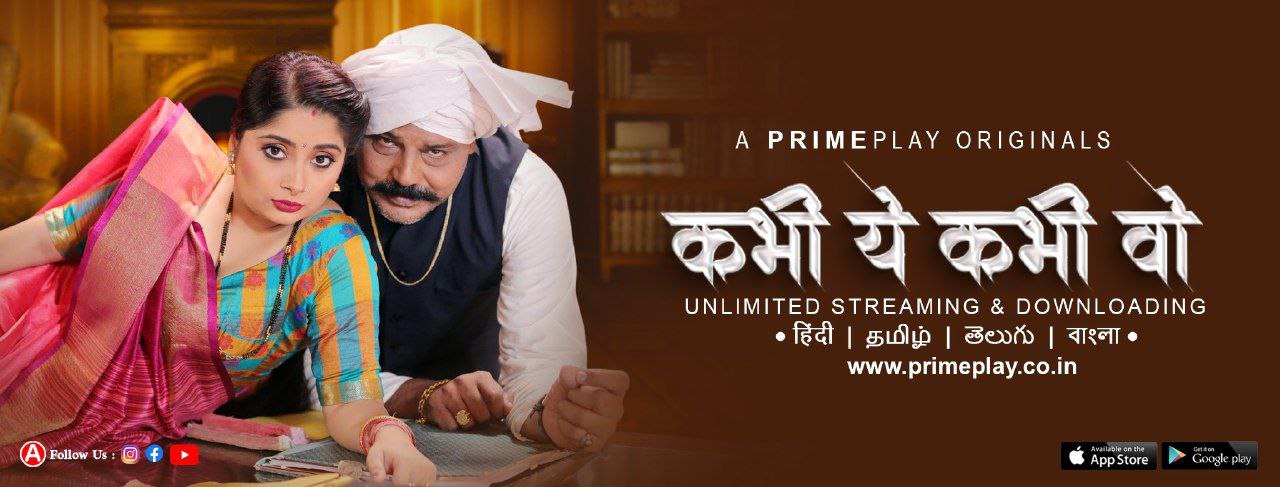 A PRIMEPLAY ORIGINALS
कभी ये कभी वो
UNLIMITED STREAMING & DOWNLOADING
• हिंदी | தமிழ் | తెలుగు | বাংলা •
www.primeplay.co.in
A Follow Us :
Available on the
App Store
Get it on
Google play